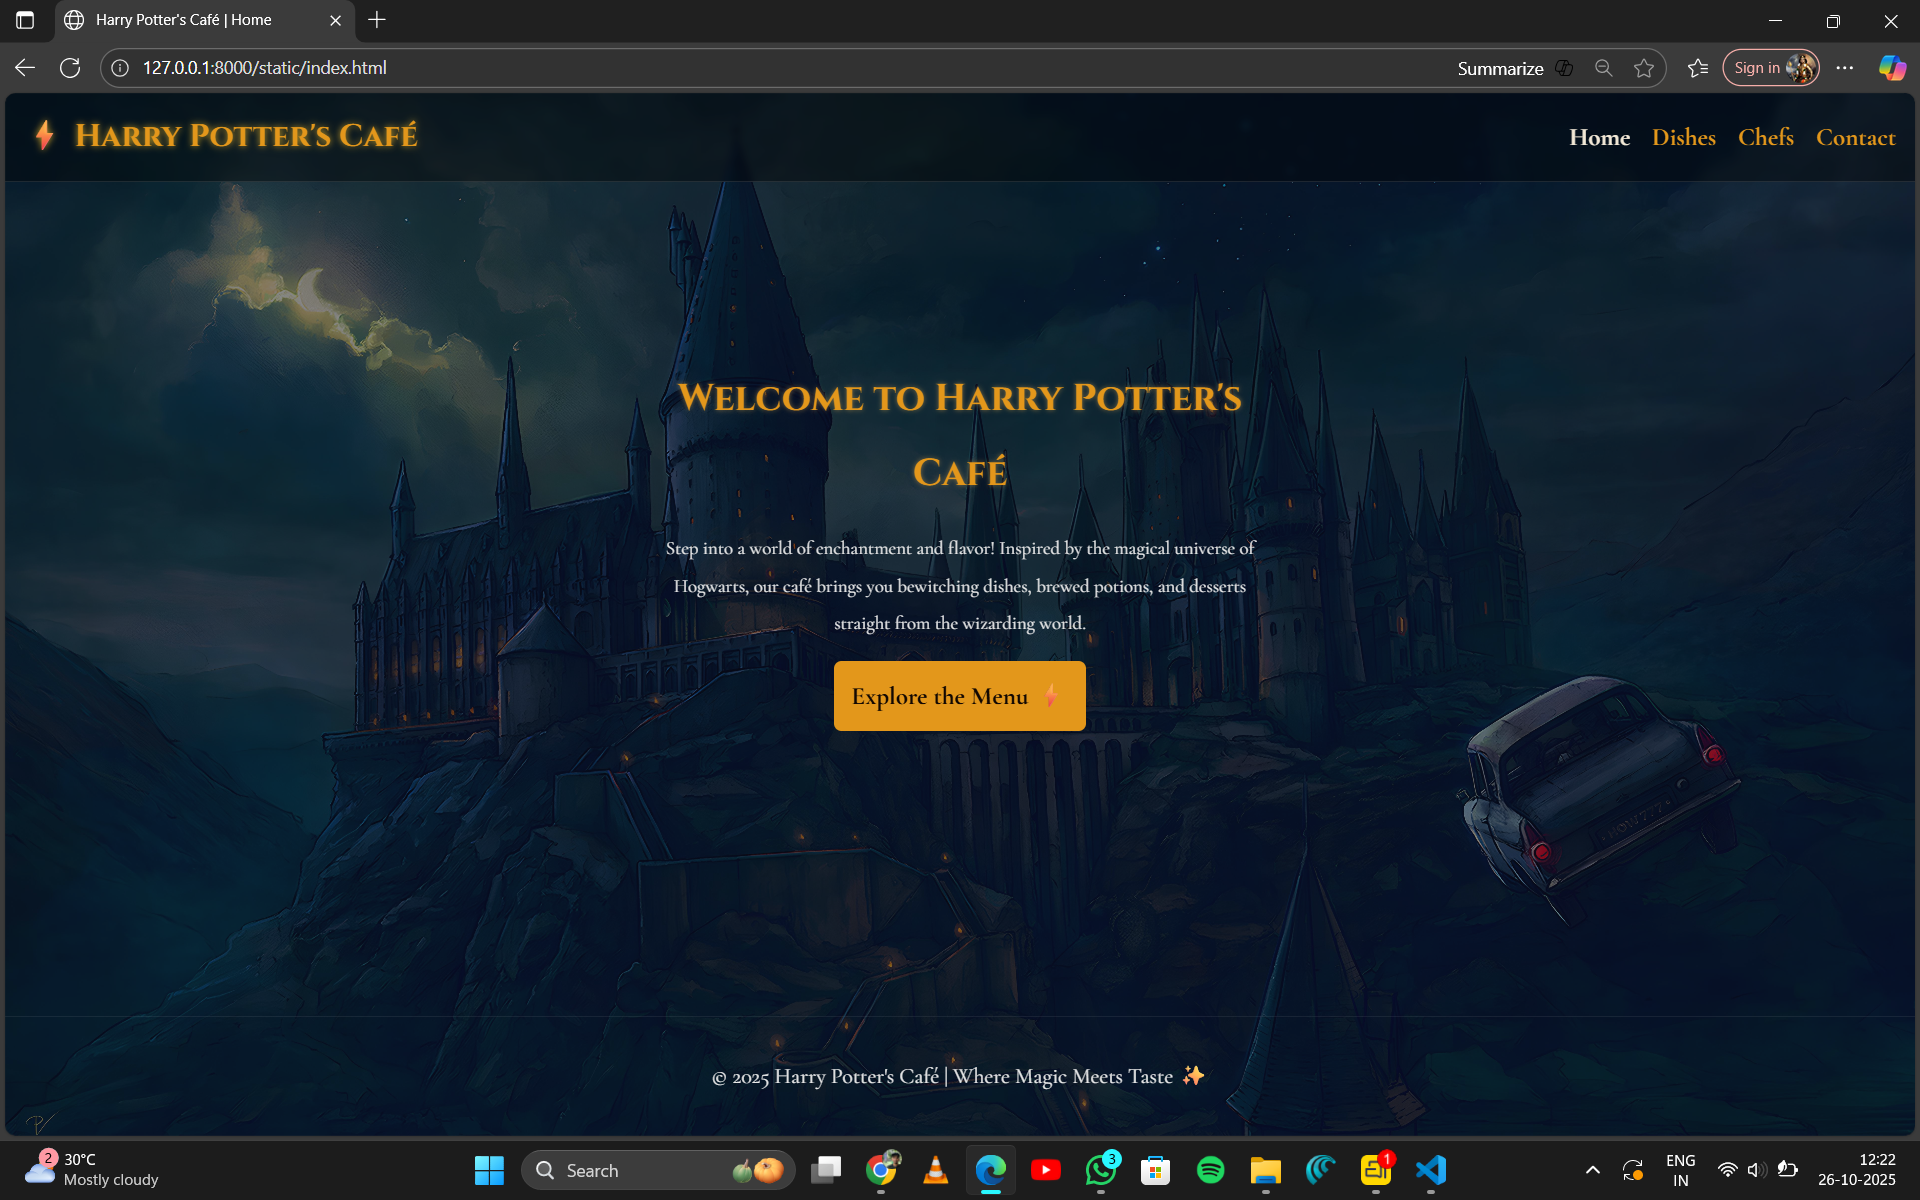 Harry Potter's Café | Home
127.0.0.1:8000/static/index.html
Summarize
Sign in
Harry Potter's Café
Home Dishes Chefs Contact
Welcome to Harry Potter's
Café
Step into a world of enchantment and flavor! Inspired by the magical universe of
Hogwarts, our café brings you bewitching dishes, brewed potions, and desserts
straight from the wizarding world.
Explore the Menu
© 2025 Harry Potter's Café | Where Magic Meets Taste ✨
2
30°C
Mostly cloudy
Search
3
1
ENG
IN
12:22
26-10-2025